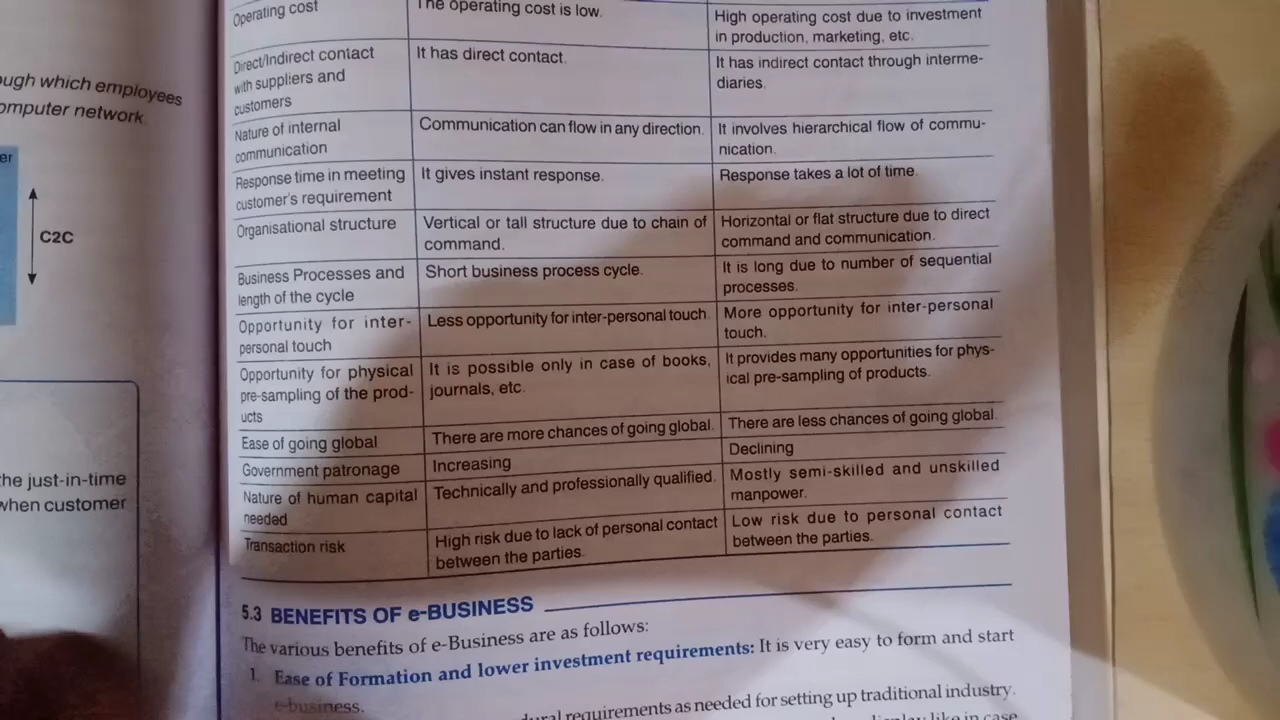 ough which employees
omputer network.
er
C2C
he just-in-time
when customer
Operating cost
The operating cost is low.
High operating cost due to investment
in production, marketing, etc.
Direct/Indirect contact
with suppliers and
customers
It has direct contact.
It has indirect contact through interme-
diaries.
Nature of internal
communication
Communication can flow in any direction.
It involves hierarchical flow of commu-
nication.
Response time in meeting
customer's requirement
It gives instant response.
Response takes a lot of time.
Organisational structure
Vertical or tall structure due to chain of
command.
Horizontal or flat structure due to direct
command and communication.
Business Processes and
length of the cycle
Short business process cycle.
It is long due to number of sequential
processes.
Opportunity for inter-
personal touch
Less opportunity for inter-personal touch.
More opportunity for inter-personal
touch.
Opportunity for physical
pre-sampling of the prod-
ucts
It is possible only in case of books,
journals, etc.
It provides many opportunities for phys-
ical pre-sampling of products.
Ease of going global
There are more chances of going global.
There are less chances of going global.
Government patronage
Increasing
Declining
Nature of human capital
needed
Technically and professionally qualified.
Mostly semi-skilled and unskilled
manpower.
Transaction risk
High risk due to lack of personal contact
between the parties.
Low risk due to personal contact
between the parties.
5.3 BENEFITS OF e-BUSINESS
The various benefits of e-Business are as follows:
1. Ease of Formation and lower investment requirements: It is very easy to form and start
e-business.
dural requirements as needed for setting up traditional industry.
display like in case